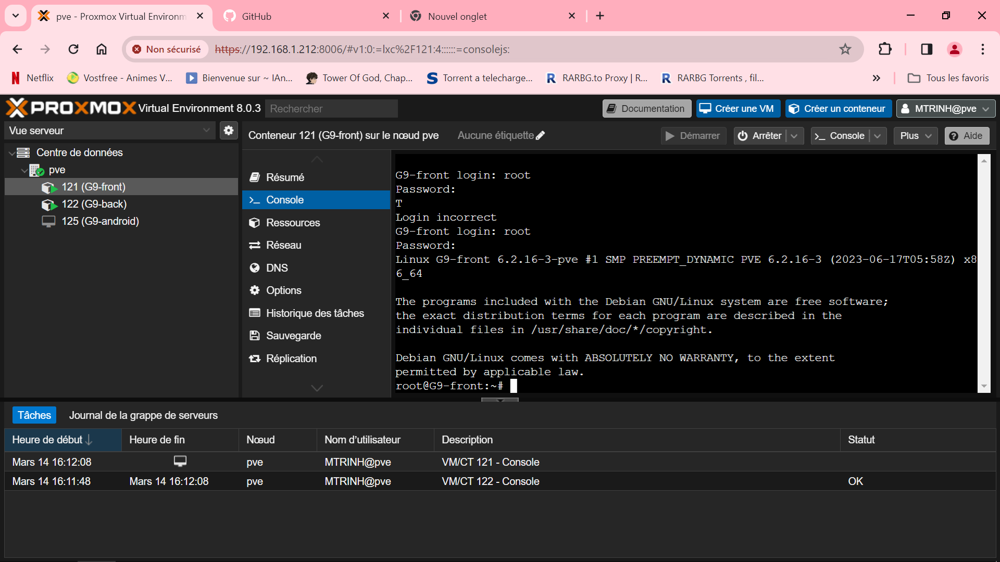 pve - Proxmox Virtual Environm
GitHub
Nouvel onglet
Non sécurisé
https://192.168.1.212:8006/#v1:0:=lxc%2F121:4::::::=consolejs:
Netflix
Vostfree - Animes V...
Bienvenue sur ~ IAn...
Tower Of God, Chap...
Torrent a telecharge...
RARBG.to Proxy | R...
RARBG Torrents , fil...
Tous les favoris
PROXMOX Virtual Environment 8.0.3
Rechercher
Documentation
Créer une VM
Créer un conteneur
MTRINH@pve
Vue serveur
Conteneur 121 (G9-front) sur le nœud pve
Aucune étiquette
Démarrer
Arrêter
Console
Plus
Aide
Centre de données
pve
121 (G9-front)
122 (G9-back)
125 (G9-android)
Résumé
Console
Ressources
Réseau
DNS
Options
Historique des tâches
Sauvegarde
Réplication
G9-front login: root
Password:
T
Login incorrect
G9-front login: root
Password:
Linux G9-front 6.2.16-3-pve #1 SMP PREEMPT_DYNAMIC PVE 6.2.16-3 (2023-06-17T05:58Z) x8
6_64
The programs included with the Debian GNU/Linux system are free software;
the exact distribution terms for each program are described in the
individual files in /usr/share/doc/*/copyright.
Debian GNU/Linux comes with ABSOLUTELY NO WARRANTY, to the extent
permitted by applicable law.
root@G9-front:~#
Tâches
Journal de la grappe de serveurs
Heure de début
Heure de fin
Nœud
Nom d’utilisateur
Description
Statut
Mars 14 16:12:08
pve
MTRINH@pve
VM/CT 121 - Console
Mars 14 16:11:48
Mars 14 16:12:08
pve
MTRINH@pve
VM/CT 122 - Console
OK